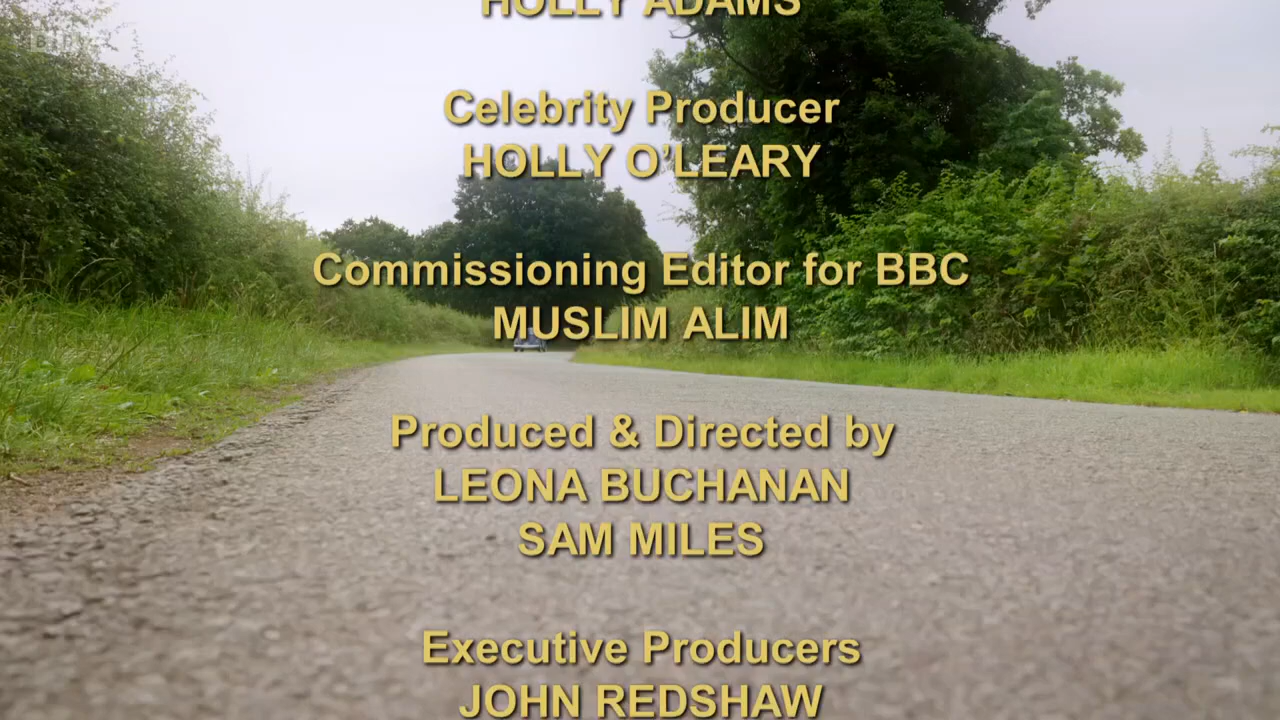 HOLLY ADAMS
Celebrity Producer
HOLLY O'LEARY
Commissioning Editor for BBC
MUSLIM ALIM
Produced & Directed by
LEONA BUCHANAN
SAM MILES
Executive Producers
JOHN REDSHAW